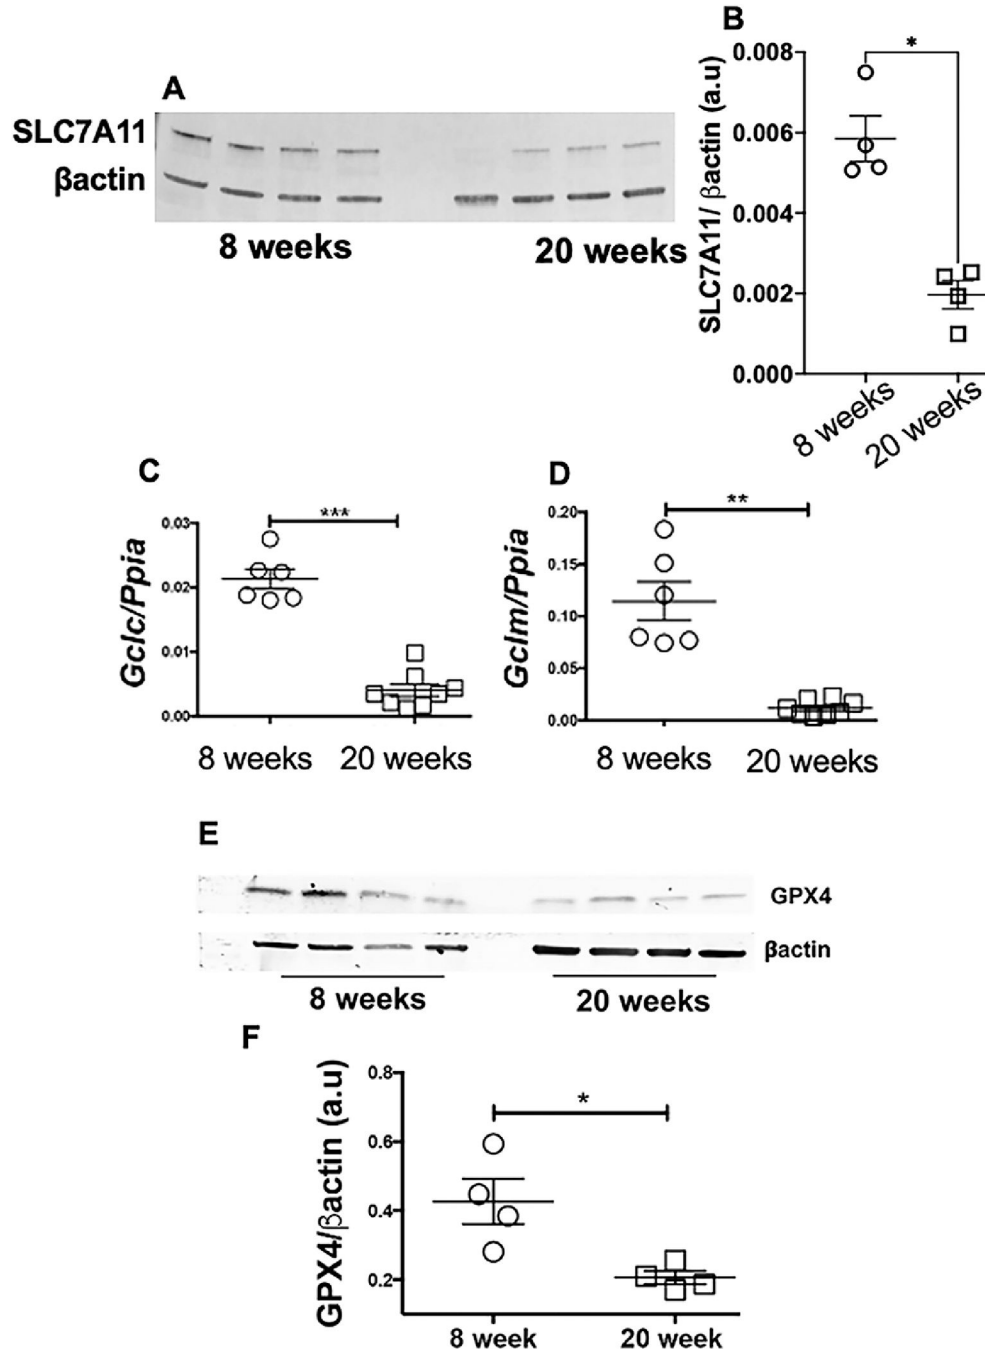 A
SLC7A11
βactin
8 weeks
20 weeks
B
SLC7A11/ βactin (a.u)
0.008
0.006
0.004
0.002
0.000
*
8 weeks
20 weeks
C
Gclc/Ppia
0.03
0.02
0.01
0.00
***
8 weeks
20 weeks
D
Gclm/Ppia
0.20
0.15
0.10
0.05
0.00
**
8 weeks
20 weeks
E
GPX4
βactin
8 weeks
20 weeks
F
GPX4/βactin (a.u)
0.8
0.6
0.4
0.2
*
8 week
20 week